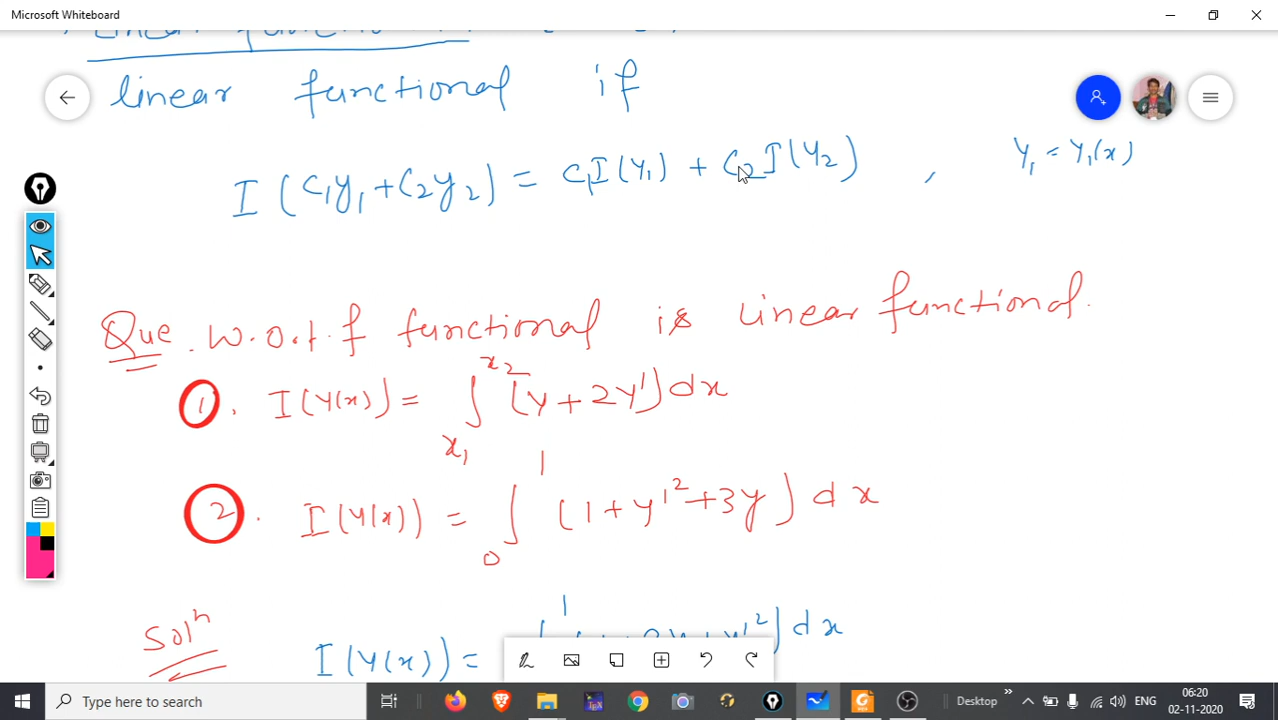 Microsoft Whiteboard
linear functional if
I(C₁y₁+C₂y₂) = C₁I(y₁) + C₂I(y₂) , y₁ = y₁(x)
Que. W.O.t.f functional is linear functional.
①. I(y(x)) = ∫_{x₁}^{x₂} (y+2y')dx
②. I(y(x)) = ∫_0^1 (1+y'²+3y) dx
Solⁿ
I(y(x)) = dx
Type here to search
Desktop
ENG
06:20
02-11-2020